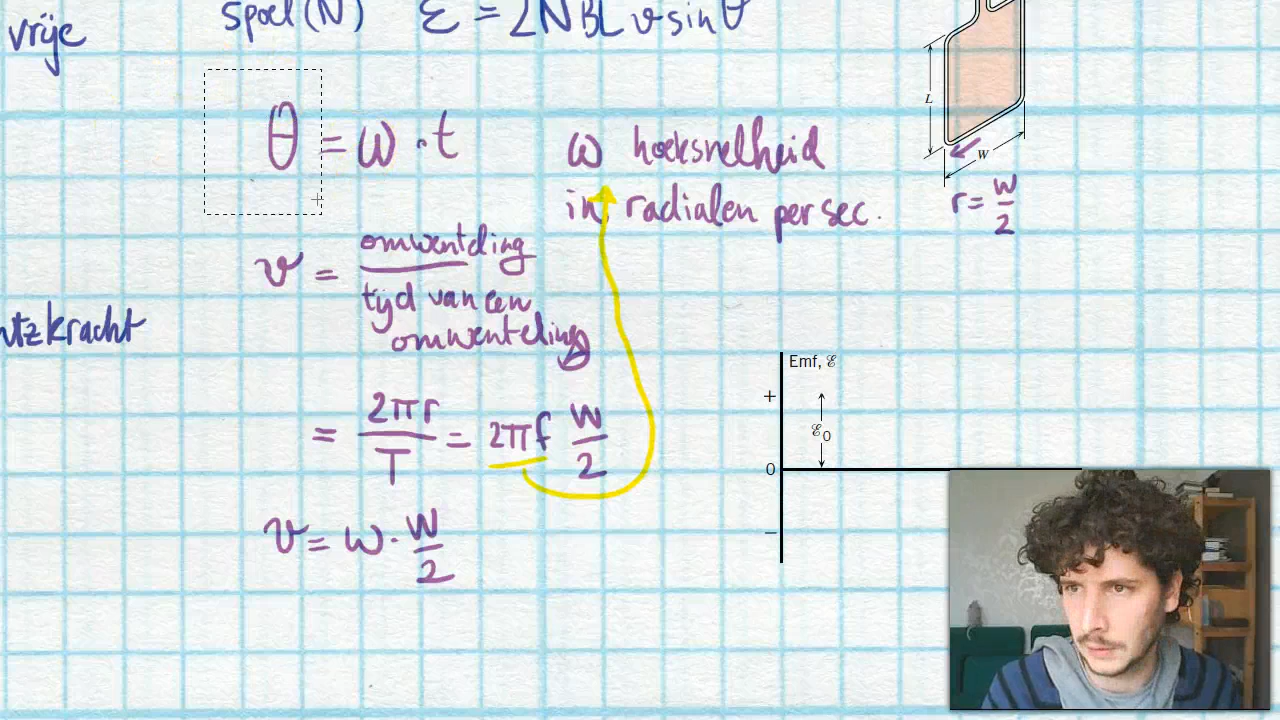 vrije
spoel (N) ε = 2NBLv sin θ
θ = ω · t
ω hoeksnelheid
in radialen per sec.
L
W
r = W/2
v = omwenteling / tijd van een omwenteling
ntzkracht
= 2πr / T = 2πf W/2
v = ω · W/2
Emf, ℰ
+
ℰ0
0
−